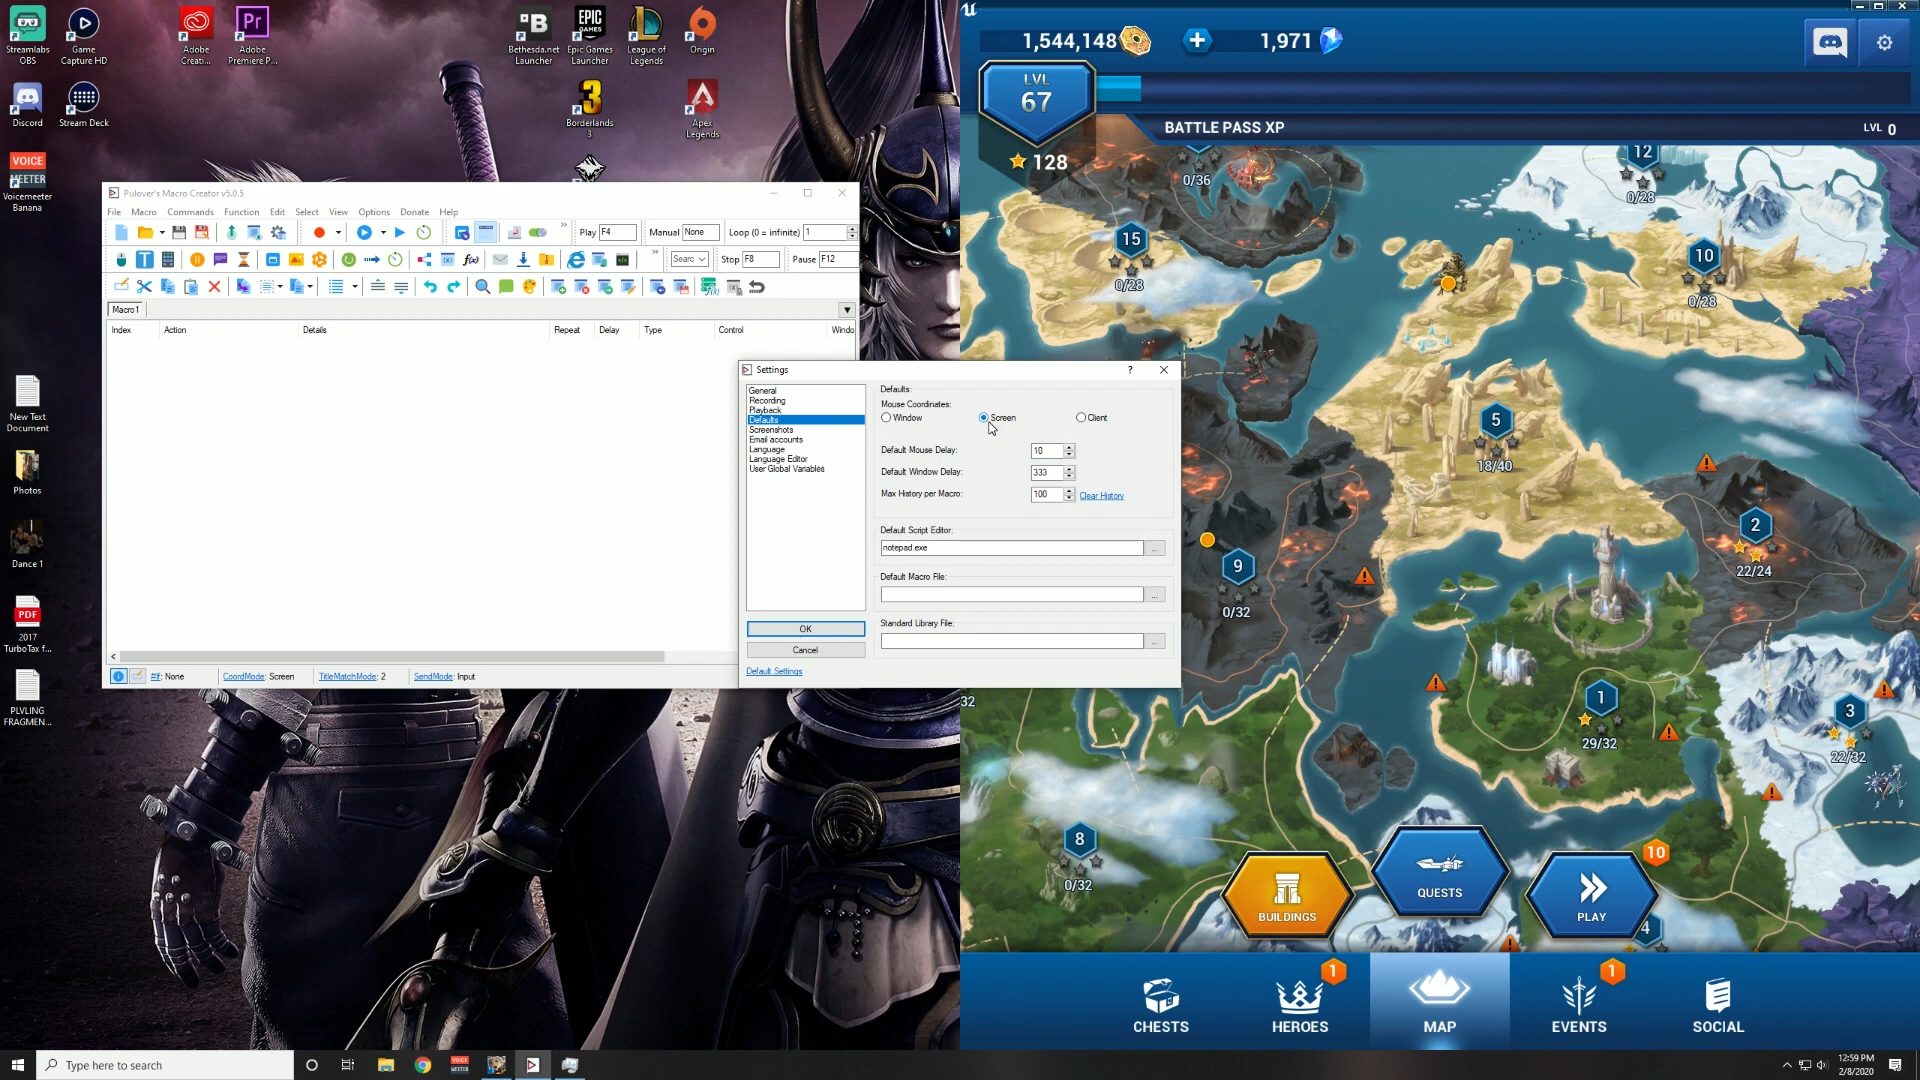 Streamlabs
OBS
Game
Capture HD
Adobe
Creati...
Adobe
Premiere P...
Bethesda.net
Launcher
EPIC
GAMES
Epic Games
Launcher
League of
Legends
Origin
Discord
Stream Deck
3
Borderlands
3
Apex
Legends
VOICE
MEETER
Voicemeeter
Banana
New Text
Document
Photos
Dance 1
PDF
2017
TurboTax f...
PLVLING
FRAGMEN...
Pulover's Macro Creator v5.0.5
File Macro Commands Function Edit Select View Options Donate Help
Play F4 Manual None Loop (0 = infinite) 1
Searc Stop F8 Pause F12
Macro1
Index Action Details Repeat Delay Type Control Windo
#If: None CoordMode: Screen TitleMatchMode: 2 SendMode: Input
Settings
General
Recording
Playback
Defaults
Screenshots
Email accounts
Language
Language Editor
User Global Variables
OK
Cancel
Default Settings
Defaults:
Mouse Coordinates:
Window Screen Client
Default Mouse Delay: 10
Default Window Delay: 333
Max History per Macro: 100 Clear History
Default Script Editor:
notepad.exe
...
Default Macro File:
...
Standard Library File:
...
1,544,148
1,971
LVL
67
128
BATTLE PASS XP
LVL 0
0/36
12
0/28
15
0/28
10
0/28
5
18/40
2
22/24
9
0/32
1
29/32
3
22/32
32
8
0/32
4
BUILDINGS
QUESTS
PLAY
10
CHESTS
HEROES
1
MAP
EVENTS
1
SOCIAL
Type here to search
12:59 PM
2/8/2020